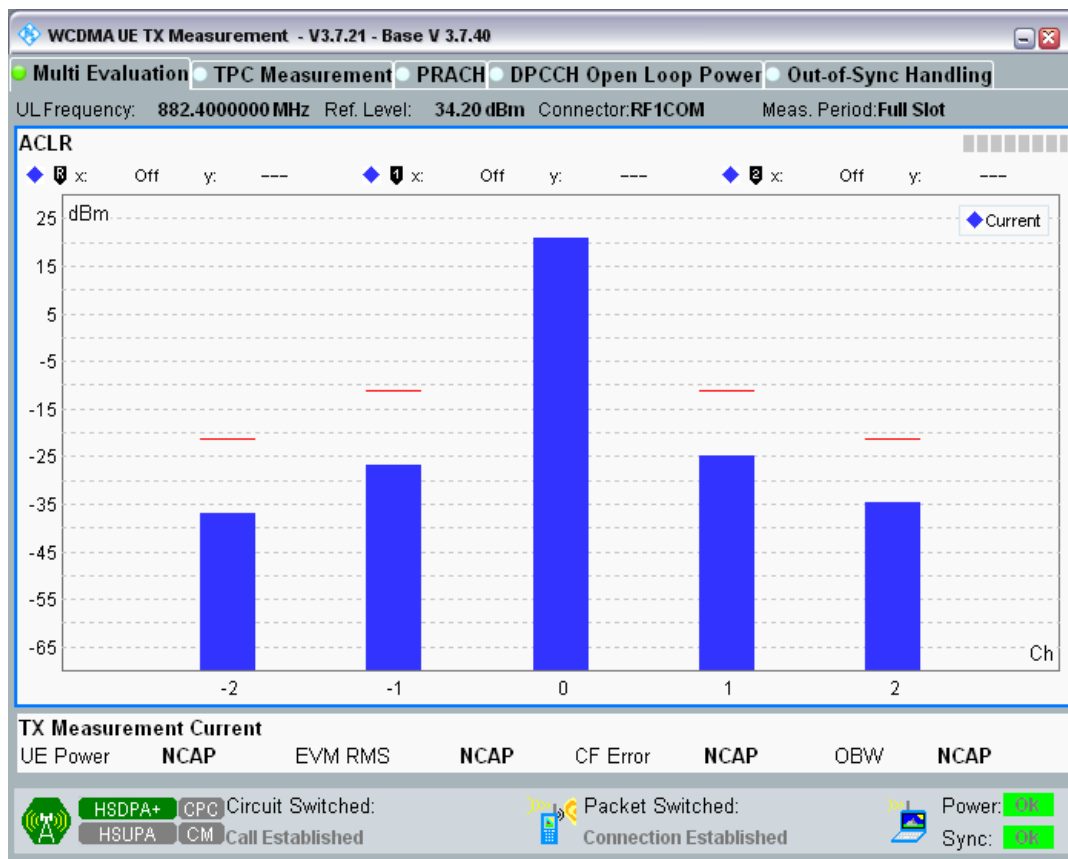 WCDMA UE TX Measurement - V3.7.21 - Base V 3.7.40
Multi Evaluation TPC Measurement PRACH DPCCH Open Loop Power Out-of-Sync Handling
UL Frequency: 882.4000000 MHz Ref. Level: 34.20 dBm Connector: RF1COM Meas. Period: Full Slot
ACLR
R x: Off y: --- 1 x: Off y: --- 2 x: Off y: ---
dBm
Current
25
15
5
-5
-15
-25
-35
-45
-55
-65
Ch
-2 -1 0 1 2
TX Measurement Current
UE Power NCAP EVM RMS NCAP CF Error NCAP OBW NCAP
HSDPA+ CPC Circuit Switched: Packet Switched: Power: OK
HSUPA CM Call Established Connection Established Sync: OK